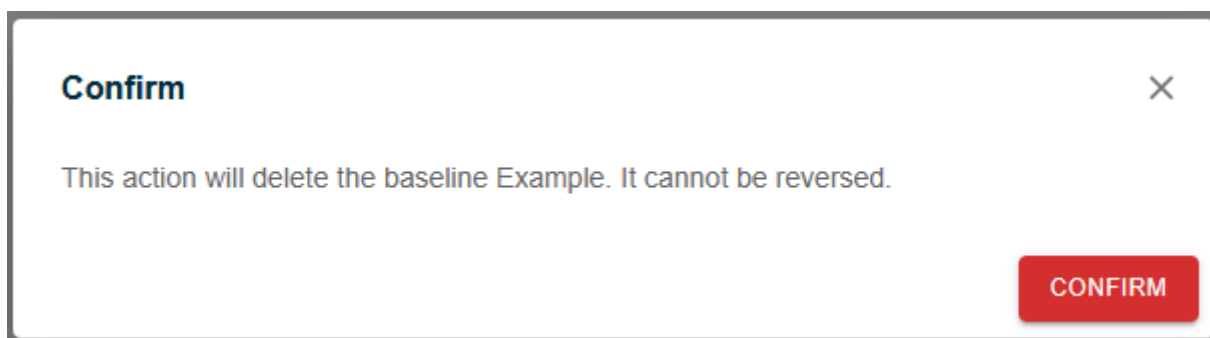 Confirm
This action will delete the baseline Example. It cannot be reversed.
CONFIRM